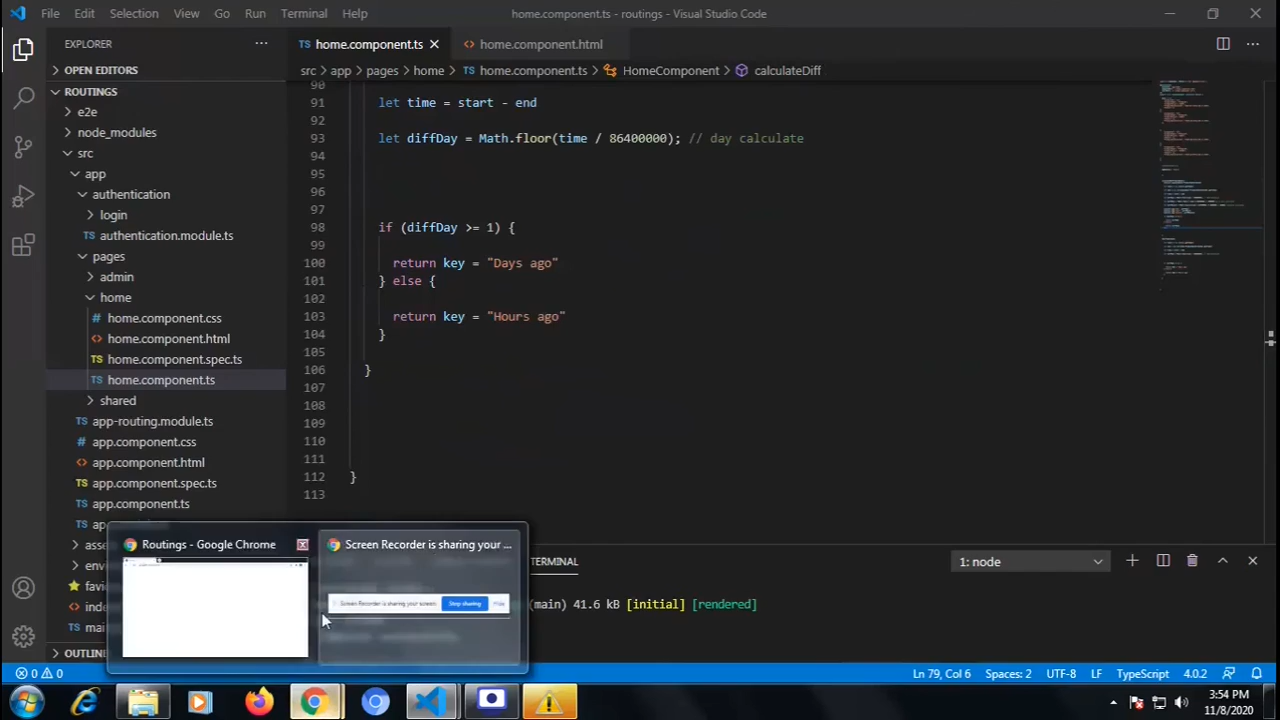 File Edit Selection View Go Run Terminal Help
home.component.ts - routings - Visual Studio Code
EXPLORER
TS home.component.ts
<> home.component.html
OPEN EDITORS
src > app > pages > home > TS home.component.ts > HomeComponent > calculateDiff
ROUTINGS
e2e
node_modules
src
app
authentication
login
TS authentication.module.ts
pages
admin
home
home.component.css
<> home.component.html
TS home.component.spec.ts
TS home.component.ts
shared
TS app-routing.module.ts
app.component.css
<> app.component.html
TS app.component.spec.ts
TS app.component.ts
OUTLINE
90
91 let time = start - end
92
93 let diffDay = Math.floor(time / 86400000); // day calculate
94
95
96
97
98 if (diffDay >= 1) {
99
100 return key = "Days ago"
101 } else {
102
103 return key = "Hours ago"
104 }
105
106 }
107
108
109
110
111
112 }
113
Routings - Google Chrome
Screen Recorder is sharing your ...
Screen Recorder is sharing your screen.
Stop sharing
Hide
TERMINAL
1: node
(main) 41.6 kB [initial] [rendered]
0 0
Ln 79, Col 6
Spaces: 2
UTF-8
LF
TypeScript
4.0.2
3:54 PM
11/8/2020